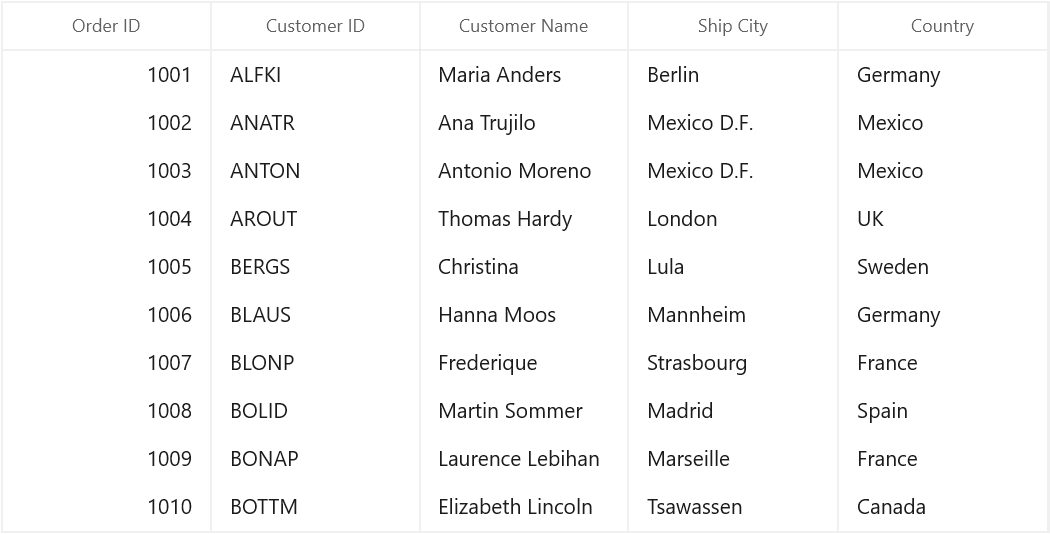 Order ID Customer ID Customer Name Ship City Country
1001 ALFKI Maria Anders Berlin Germany
1002 ANATR Ana Trujilo Mexico D.F. Mexico
1003 ANTON Antonio Moreno Mexico D.F. Mexico
1004 AROUT Thomas Hardy London UK
1005 BERGS Christina Lula Sweden
1006 BLAUS Hanna Moos Mannheim Germany
1007 BLONP Frederique Strasbourg France
1008 BOLID Martin Sommer Madrid Spain
1009 BONAP Laurence Lebihan Marseille France
1010 BOTTM Elizabeth Lincoln Tsawassen Canada